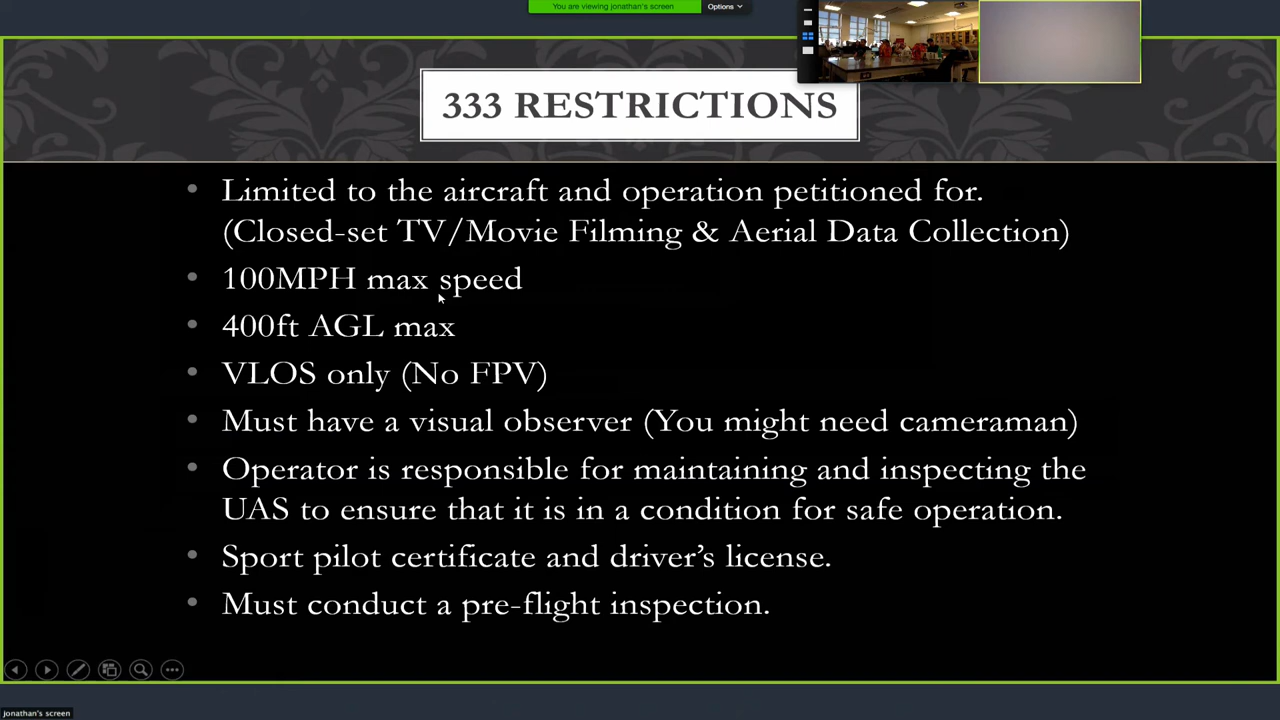 You are viewing jonathan's screen
Options
333 RESTRICTIONS
Limited to the aircraft and operation petitioned for.
(Closed-set TV/Movie Filming & Aerial Data Collection)
100MPH max speed
400ft AGL max
VLOS only (No FPV)
Must have a visual observer (You might need cameraman)
Operator is responsible for maintaining and inspecting the
UAS to ensure that it is in a condition for safe operation.
Sport pilot certificate and driver's license.
Must conduct a pre-flight inspection.
jonathan's screen